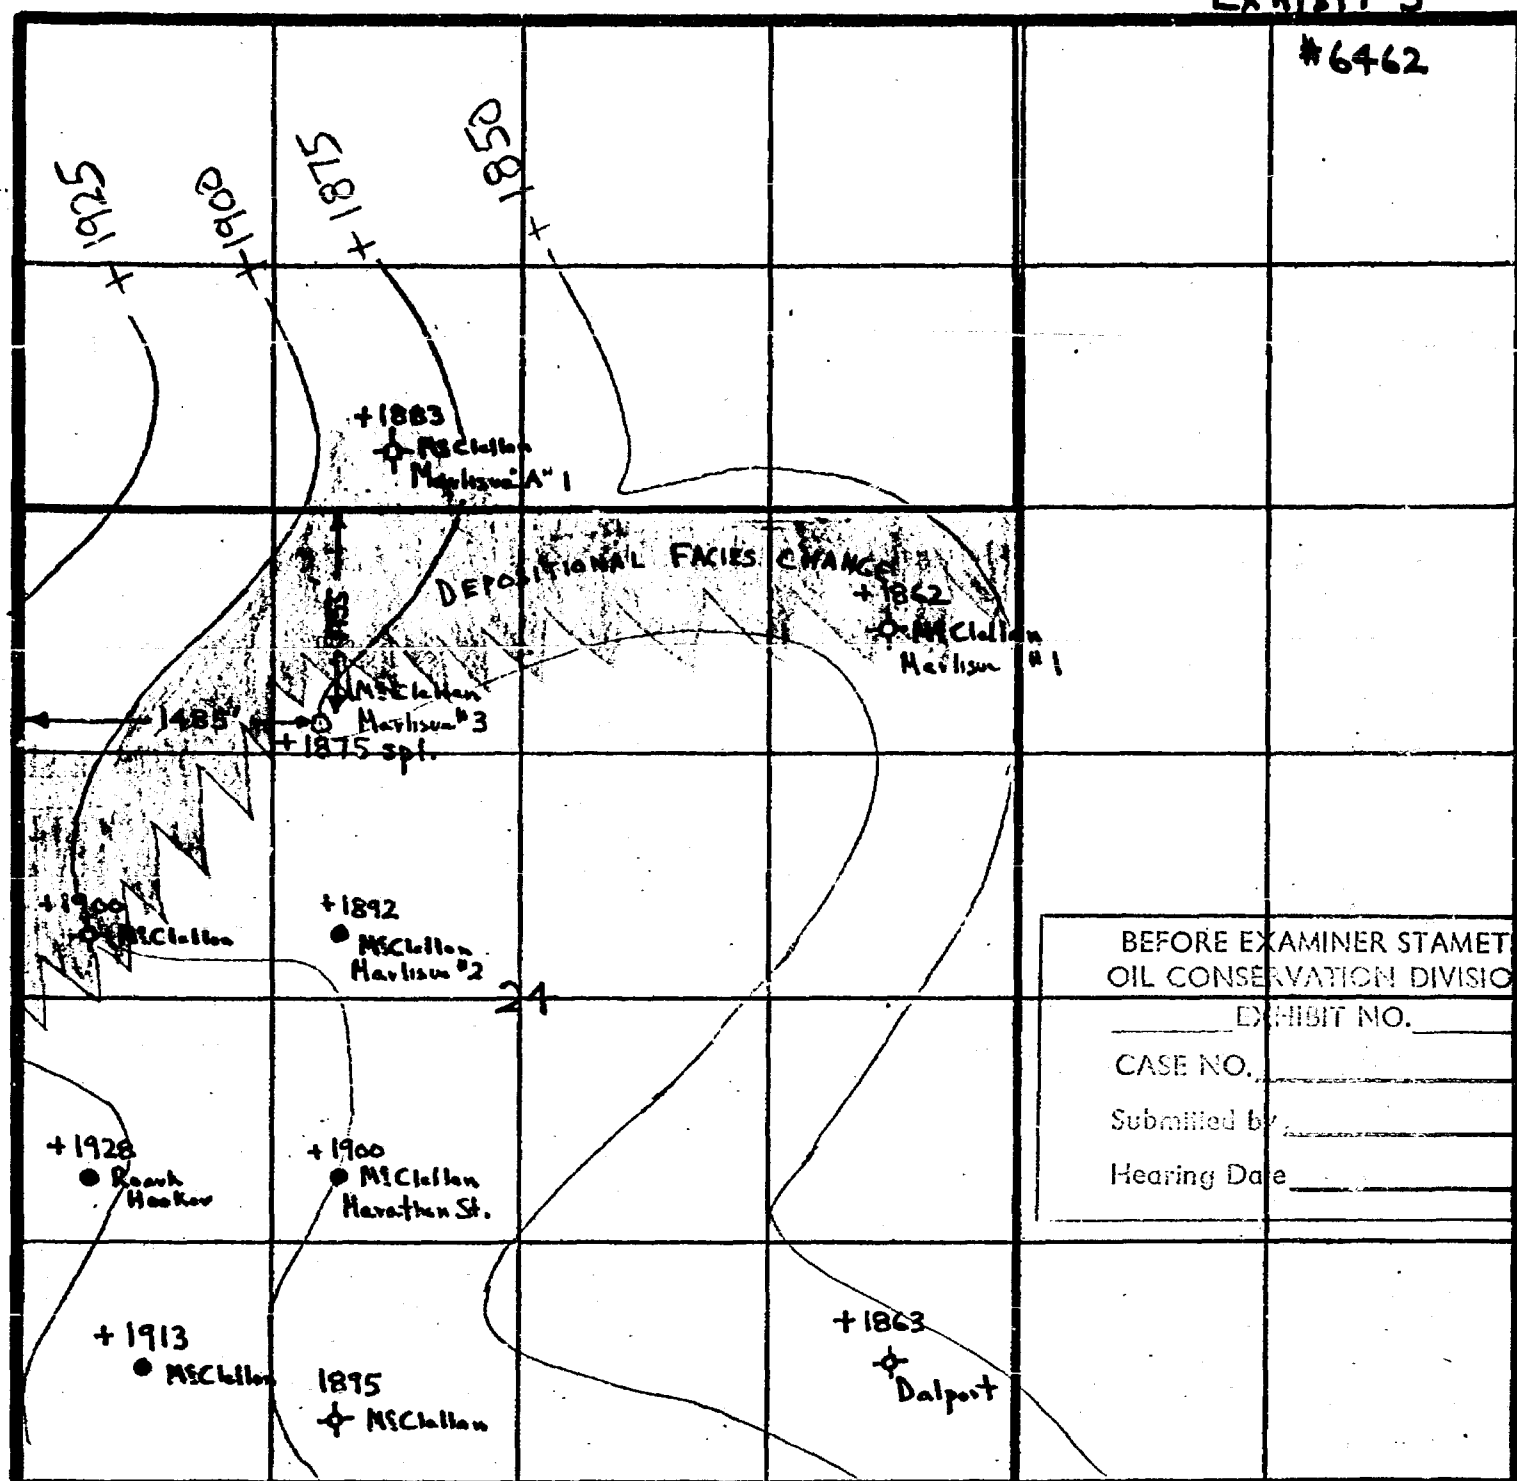 #6462
+ 1925
+ 1900
+ 1875
+ 1850
+1883
McClellan
"A" 1
DEPOSITIONAL FACIES CHANGE
+1862
McClellan
Marlisue #1
McClellan
Marlisue #3
1485'
+1875 spl.
+1900
McClellan
+1892
McClellan
Marlisue #2
24
BEFORE EXAMINER STAMET
OIL CONSERVATION DIVISIO
EXHIBIT NO.
CASE NO.
Submitted by
Hearing Date
+1928
Hooker
+1900
McClellan
Marathon St.
+1913
McClellan
1895
McClellan
+1863
Dalport